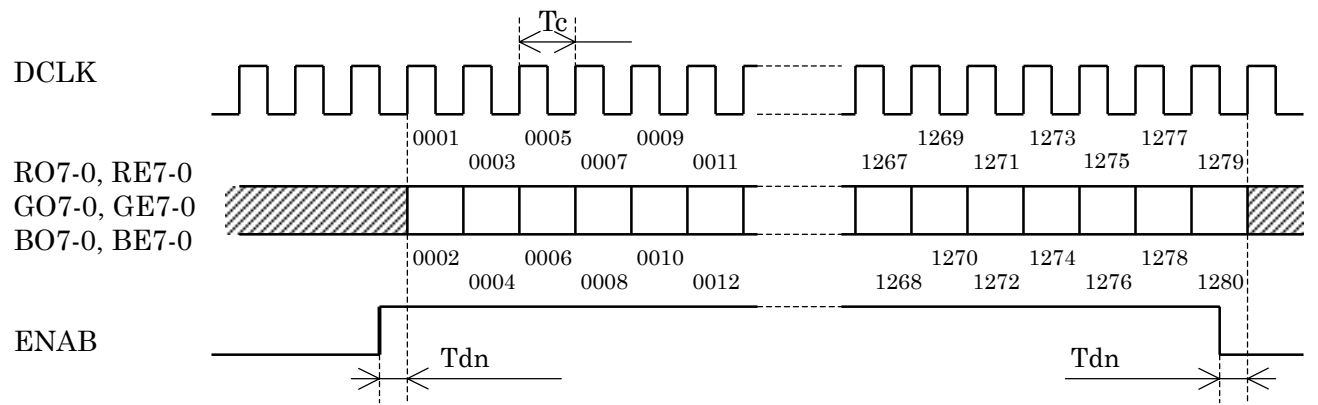 Tc
DCLK
0001 0005 0009 1269 1273 1277
0003 0007 0011 1267 1271 1275 1279
RO7-0, RE7-0
GO7-0, GE7-0
BO7-0, BE7-0
0002 0006 0010 1270 1274 1278
0004 0008 0012 1268 1272 1276 1280
ENAB
Tdn Tdn